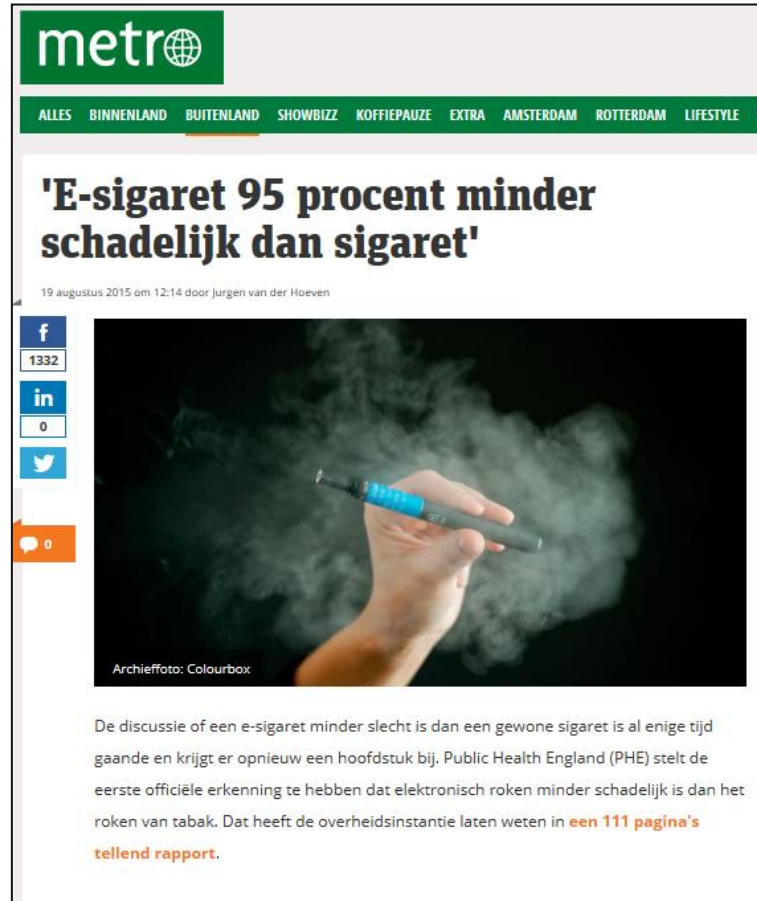 metro
ALLES BINNENLAND BUITENLAND SHOWBIZZ KOFFIEPAUZE EXTRA AMSTERDAM ROTTERDAM LIFESTYLE
'E-sigaret 95 procent minder
schadelijk dan sigaret'
19 augustus 2015 om 12:14 door Jurgen van der Hoeven
f
1332
in
0
0
Archieffoto: Colourbox
De discussie of een e-sigaret minder slecht is dan een gewone sigaret is al enige tijd
gaande en krijgt er opnieuw een hoofdstuk bij. Public Health England (PHE) stelt de
eerste officiële erkenning te hebben dat elektronisch roken minder schadelijk is dan het
roken van tabak. Dat heeft de overheidsinstantie laten weten in een 111 pagina's
tellend rapport.